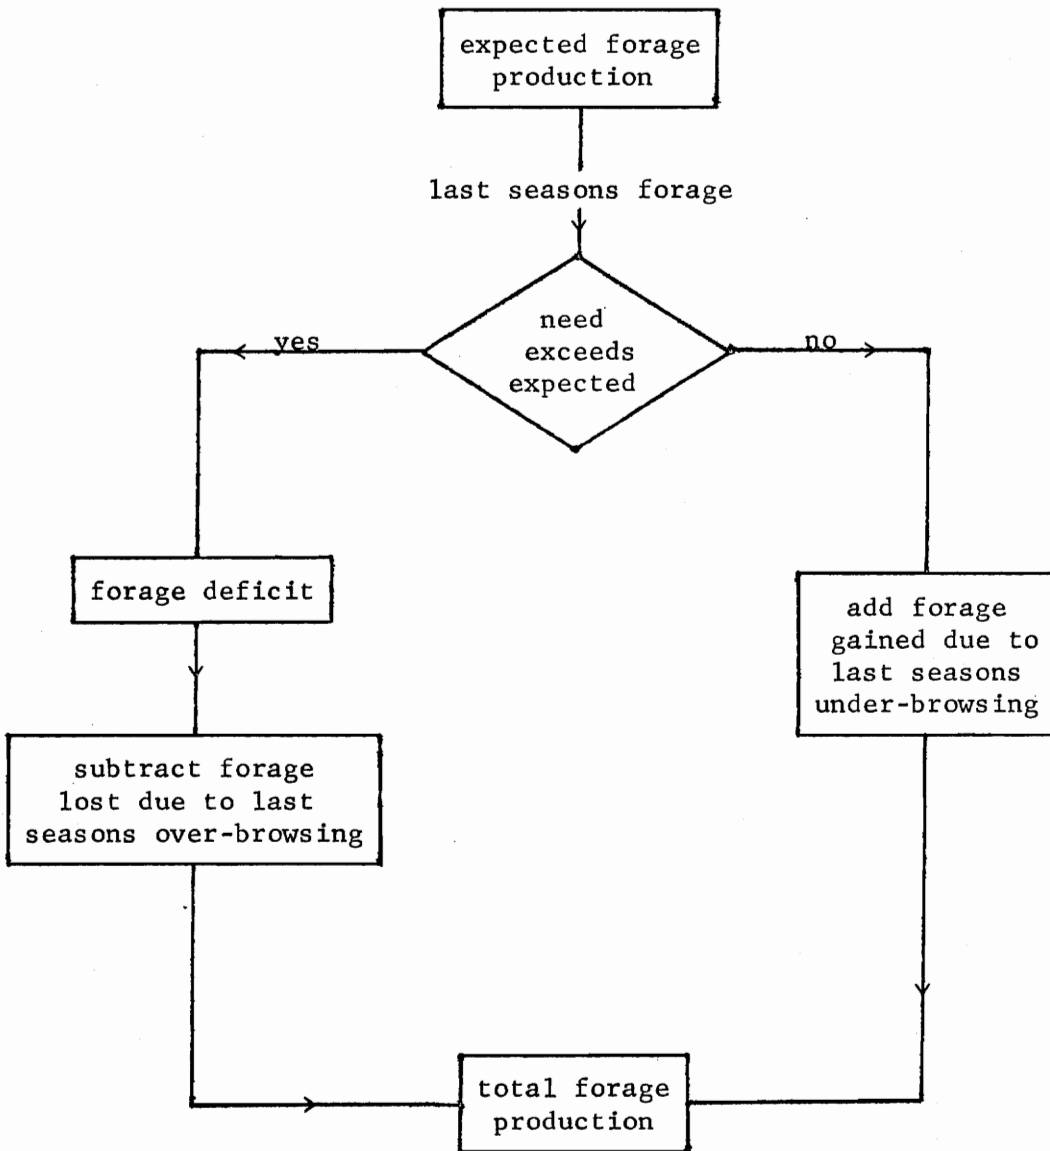 expected forage
production
last seasons forage
need
exceeds
expected
yes
no
forage deficit
add forage
gained due to
last seasons
under-browsing
subtract forage
lost due to last
seasons over-browsing
total forage
production